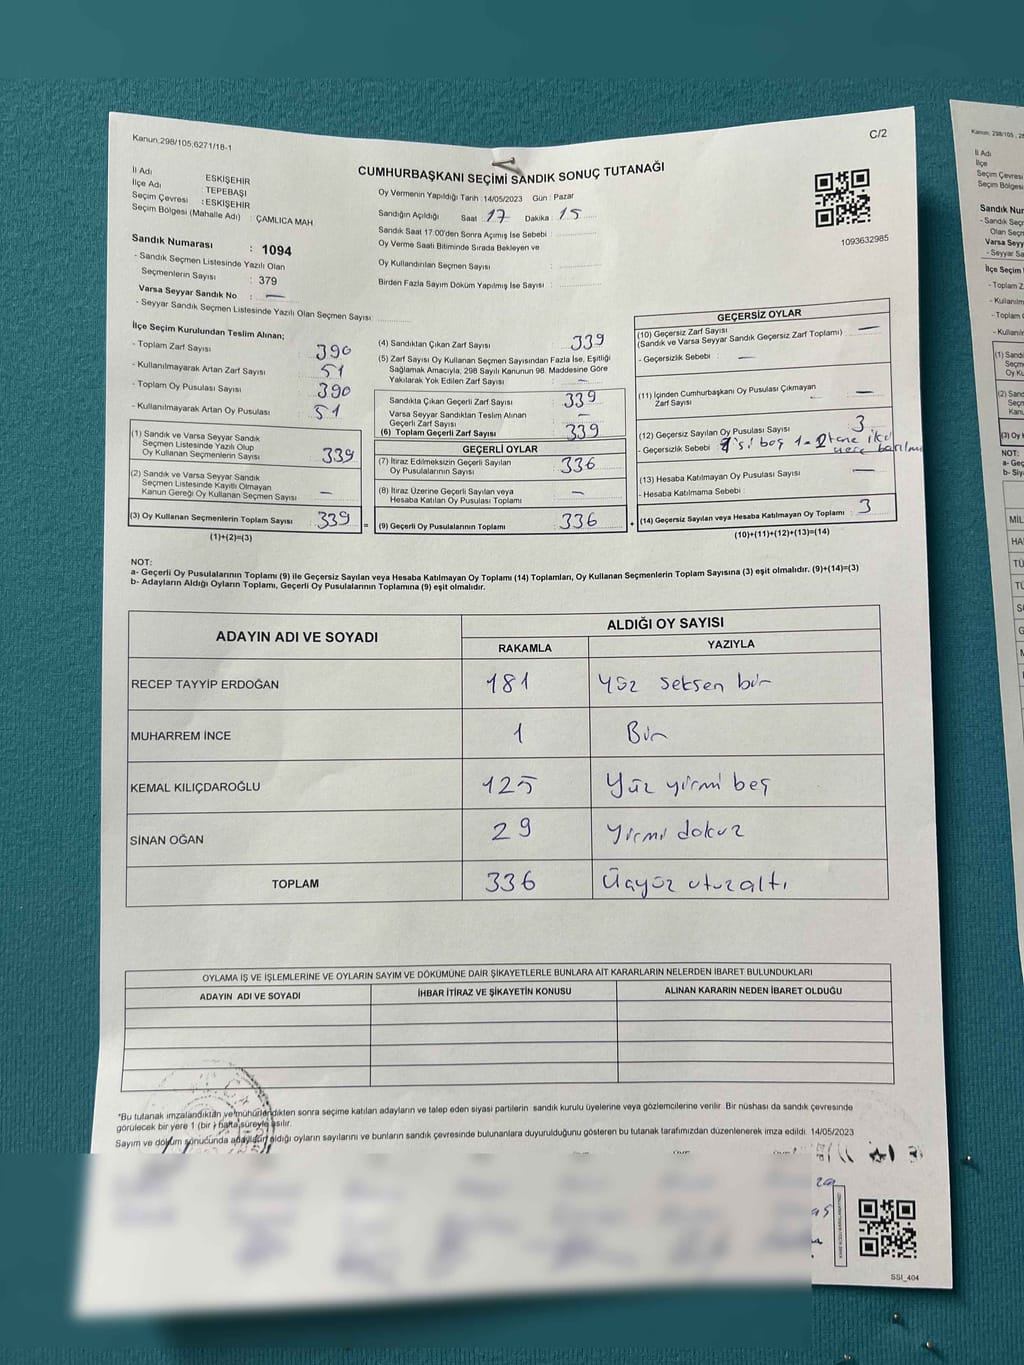 Kanun:298/105;6271/18-1
C/2
CUMHURBAŞKANI SEÇİMİ SANDIK SONUÇ TUTANAĞI
İl Adı : ESKİŞEHİR
İlçe Adı : TEPEBAŞI
Seçim Çevresi : ESKİŞEHİR
Seçim Bölgesi (Mahalle Adı) : ÇAMLICA MAH
Sandık Numarası : 1094
- Sandık Seçmen Listesinde Yazılı Olan
Seçmenlerin Sayısı : 379
Varsa Seyyar Sandık No : —
- Seyyar Sandık Seçmen Listesinde Yazılı Olan Seçmen Sayısı:
Oy Vermenin Yapıldığı Tarih :14/05/2023 Gün : Pazar
Sandığın Açıldığı Saat 17 Dakika : 15
Sandık Saat 17:00'den Sonra Açımış İse Sebebi :
Oy Verme Saati Bitiminde Sırada Bekleyen ve
Oy Kullandırılan Seçmen Sayısı :
Birden Fazla Sayım Döküm Yapılmış İse Sayısı :
1093632985
İlçe Seçim Kurulundan Teslim Alınan;
- Toplam Zarf Sayısı : 390
- Kullanılmayarak Artan Zarf Sayısı : 51
- Toplam Oy Pusulası Sayısı : 390
- Kullanılmayarak Artan Oy Pusulası : 51
(1) Sandık ve Varsa Seyyar Sandık
Seçmen Listesinde Yazılı Olup
Oy Kullanan Seçmenlerin Sayısı : 339
(2) Sandık ve Varsa Seyyar Sandık
Seçmen Listesinde Kayıtlı Olmayan
Kanun Gereği Oy Kullanan Seçmen Sayısı : —
(3) Oy Kullanan Seçmenlerin Toplam Sayısı : 339
(1)+(2)=(3)
(4) Sandıktan Çıkan Zarf Sayısı : 339
(5) Zarf Sayısı Oy Kullanan Seçmen Sayısından Fazla İse, Eşitliği
Sağlamak Amacıyla, 298 Sayılı Kanunun 98. Maddesine Göre
Yakılarak Yok Edilen Zarf Sayısı : —
Sandıkta Çıkan Geçerli Zarf Sayısı : 339
Varsa Seyyar Sandıktan Teslim Alınan
Geçerli Zarf Sayısı : —
(6) Toplam Geçerli Zarf Sayısı : 339
GEÇERLİ OYLAR
(7) İtiraz Edilmeksizin Geçerli Sayılan
Oy Pusulalarının Sayısı : 336
(8) İtiraz Üzerine Geçerli Sayılan veya
Hesaba Katılan Oy Pusulası Toplamı : —
= (9) Geçerli Oy Pusulalarının Toplamı : 336
GEÇERSİZ OYLAR
(10) Geçersiz Zarf Sayısı
(Sandık ve Varsa Seyyar Sandık Geçersiz Zarf Toplamı) : —
- Geçersizlik Sebebi : —
(11) İçinden Cumhurbaşkanı Oy Pusulası Çıkmayan
Zarf Sayısı : —
(12) Geçersiz Sayılan Oy Pusulası Sayısı : 3
- Geçersizlik Sebebi
(13) Hesaba Katılmayan Oy Pusulası Sayısı : —
- Hesaba Katılmama Sebebi :
+ (14) Geçersiz Sayılan veya Hesaba Katılmayan Oy Toplamı : 3
(10)+(11)+(12)+(13)=(14)
NOT:
a- Geçerli Oy Pusulalarının Toplamı (9) ile Geçersiz Sayılan veya Hesaba Katılmayan Oy Toplamı (14) Toplamları, Oy Kullanan Seçmenlerin Toplam Sayısına (3) eşit olmalıdır. (9)+(14)=(3)
b- Adayların Aldığı Oyların Toplamı, Geçerli Oy Pusulalarının Toplamına (9) eşit olmalıdır.
ADAYIN ADI VE SOYADI
ALDIĞI OY SAYISI
RAKAMLA YAZIYLA
RECEP TAYYİP ERDOĞAN 181 Yüz seksen bir
MUHARREM İNCE 1 Bir
KEMAL KILIÇDAROĞLU 125 Yüz yirmi beş
SİNAN OĞAN 29 Yirmi dokuz
TOPLAM 336 Üçyüz otuzaltı
OYLAMA İŞ VE İŞLEMLERİNE VE OYLARIN SAYIM VE DÖKÜMÜNE DAİR ŞİKAYETLERLE BUNLARA AİT KARARLARIN NELERDEN İBARET BULUNDUKLARI
ADAYIN ADI VE SOYADI İHBAR İTİRAZ VE ŞİKAYETİN KONUSU ALINAN KARARIN NEDEN İBARET OLDUĞU
*Bu tutanak imzalandıktan ve mühürlendikten sonra seçime katılan adayların ve talep eden siyasi partilerin sandık kurulu üyelerine veya gözlemcilerine verilir. Bir nüshası da sandık çevresinde
görülecek bir yere 1 (bir) hafta süreyle asılır.
Sayım ve döküm sonucunda adayların aldığı oyların sayılarını ve bunların sandık çevresinde bulunanlara duyurulduğunu gösteren bu tutanak tarafımızdan düzenlenerek imza edildi. 14/05/2023
SSİ_404